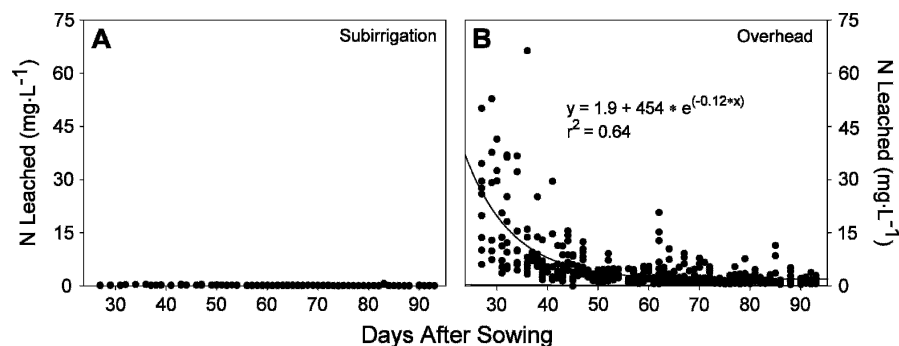 A
Subirrigation
B
Overhead
N Leached (mg·L⁻¹)
75
60
45
30
15
0
y = 1.9 + 454 * e^(-0.12*x)
r² = 0.64
75
60
45
30
15
0
N Leached (mg·L⁻¹)
30 40 50 60 70 80 90
30 40 50 60 70 80 90
Days After Sowing